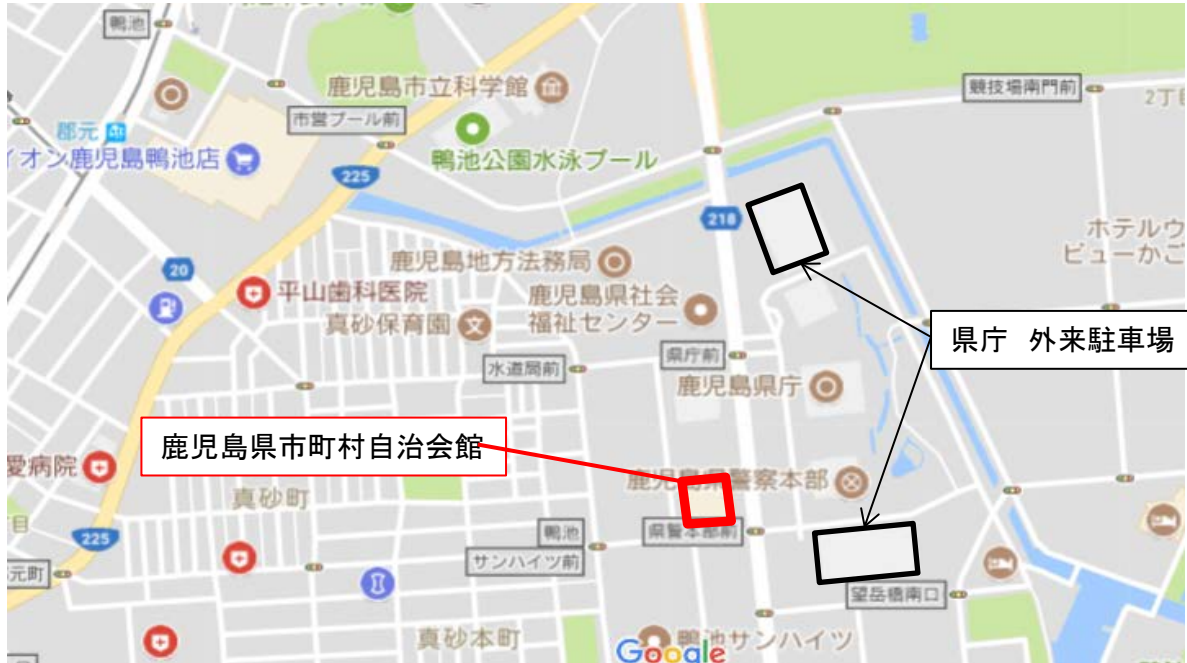 鴨池
鹿児島市立科学館
競技場南門前
2丁目
市営プール前
郡元
イオン鹿児島鴨池店
鴨池公園水泳プール
225
218
ホテルウ
ビューかご
20
鹿児島地方法務局
平山歯科医院
鹿児島県社会
福祉センター
真砂保育園
県庁 外来駐車場
県庁前
水道局前
鹿児島県庁
鹿児島県市町村自治会館
愛病院
鹿児島県警察本部
真砂町
225
鴨池
県警本部前
サンハイツ前
元町
望岳橋南口
真砂本町
鴨池サンハイツ
Google